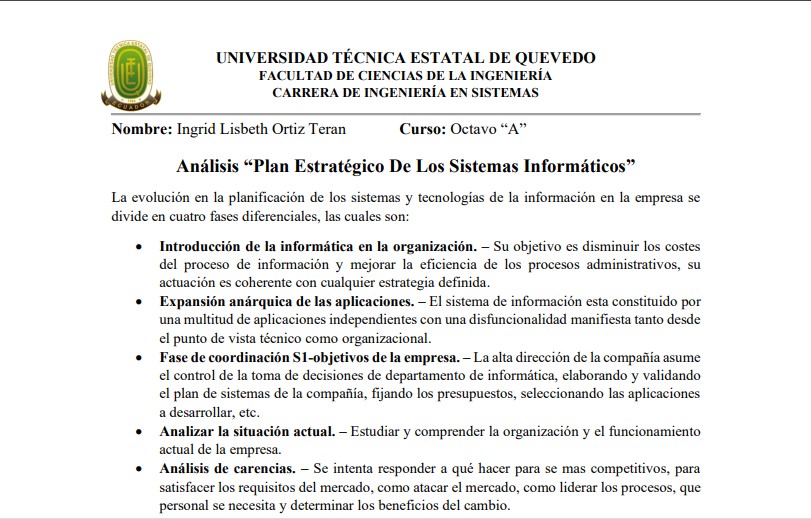 UNIVERSIDAD TÉCNICA ESTATAL DE QUEVEDO
FACULTAD DE CIENCIAS DE LA INGENIERÍA
CARRERA DE INGENIERÍA EN SISTEMAS
Nombre: Ingrid Lisbeth Ortiz Teran Curso: Octavo “A”
Análisis “Plan Estratégico De Los Sistemas Informáticos”
La evolución en la planificación de los sistemas y tecnologías de la información en la empresa se
divide en cuatro fases diferenciales, las cuales son:
• Introducción de la informática en la organización. – Su objetivo es disminuir los costes
del proceso de información y mejorar la eficiencia de los procesos administrativos, su
actuación es coherente con cualquier estrategia definida.
• Expansión anárquica de las aplicaciones. – El sistema de información esta constituido por
una multitud de aplicaciones independientes con una disfuncionalidad manifiesta tanto desde
el punto de vista técnico como organizacional.
• Fase de coordinación S1-objetivos de la empresa. – La alta dirección de la compañía asume
el control de la toma de decisiones de departamento de informática, elaborando y validando
el plan de sistemas de la compañía, fijando los presupuestos, seleccionando las aplicaciones
a desarrollar, etc.
• Analizar la situación actual. – Estudiar y comprender la organización y el funcionamiento
actual de la empresa.
• Análisis de carencias. – Se intenta responder a qué hacer para se mas competitivos, para
satisfacer los requisitos del mercado, como atacar el mercado, como liderar los procesos, que
personal se necesita y determinar los beneficios del cambio.